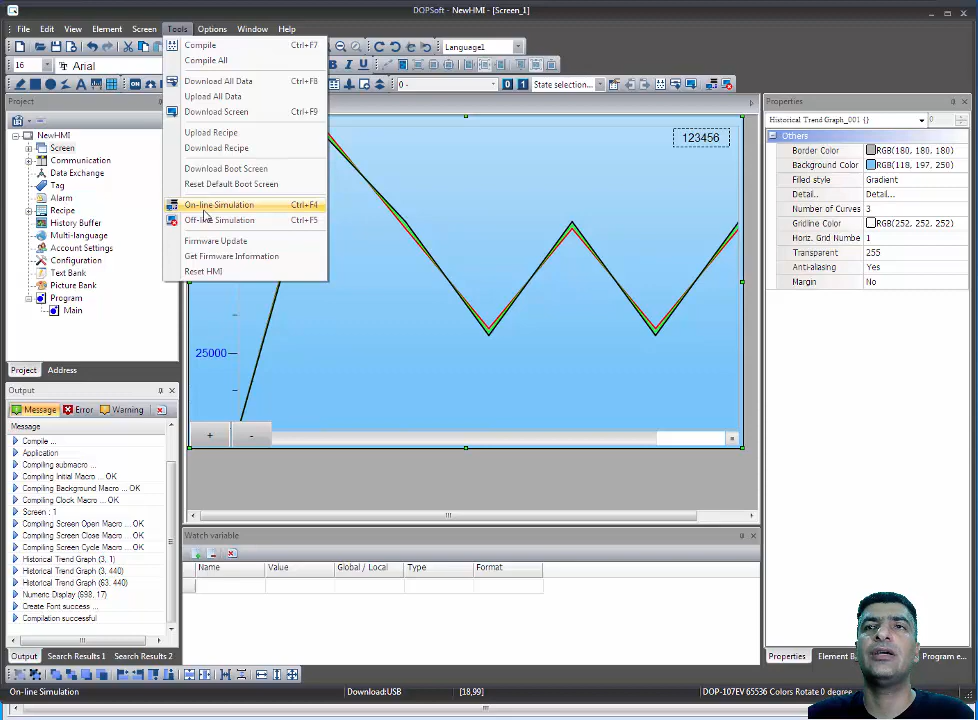 DOPSoft - NewHMI - [Screen_1]
File Edit View Element Screen Tools Options Window Help
Language1
16 Arial
0 - 0 1 State selection...
Compile Ctrl+F7
Compile All
Download All Data Ctrl+F8
Upload All Data
Download Screen Ctrl+F9
Upload Recipe
Download Recipe
Download Boot Screen
Reset Default Boot Screen
On-line Simulation Ctrl+F4
Off-line Simulation Ctrl+F5
Firmware Update
Get Firmware Information
Reset HMI
Project
NewHMI
Screen
Communication
Data Exchange
Tag
Alarm
Recipe
History Buffer
Multi-language
Account Settings
Configuration
Text Bank
Picture Bank
Program
Main
Project Address
123456
25000
+ -
Properties
Historical Trend Graph_001 {} 0
Others
Border Color RGB(180, 180, 180)
Background Color RGB(118, 197, 250)
Filled style Gradient
Detail... Detail...
Number of Curves 3
Gridline Color RGB(252, 252, 252)
Horiz. Grid Numbe 1
Transparent 255
Anti-aliasing Yes
Margin No
Output
Message Error Warning
Message
Compile ...
Application
Compiling submacro ...
Compiling Initial Macro ... OK
Compiling Background Macro ... OK
Compiling Clock Macro ... OK
Screen : 1
Compiling Screen Open Macro ... OK
Compiling Screen Close Macro ... OK
Compiling Screen Cycle Macro ... OK
Historical Trend Graph (3, 1)
Historical Trend Graph (3, 440)
Historical Trend Graph (63, 440)
Numeric Display (698, 17)
Create Font success ...
Compilation successful
Output Search Results 1 Search Results 2
Watch variable
Name Value Global / Local Type Format
Properties Element B Program e...
On-line Simulation Download:USB [18,99] DOP-107EV 65536 Colors Rotate 0 degree